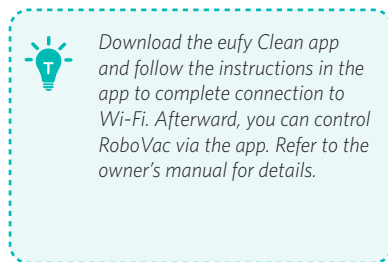 T
Download the eufy Clean app
and follow the instructions in the
app to complete connection to
Wi-Fi. Afterward, you can control
RoboVac via the app. Refer to the
owner's manual for details.